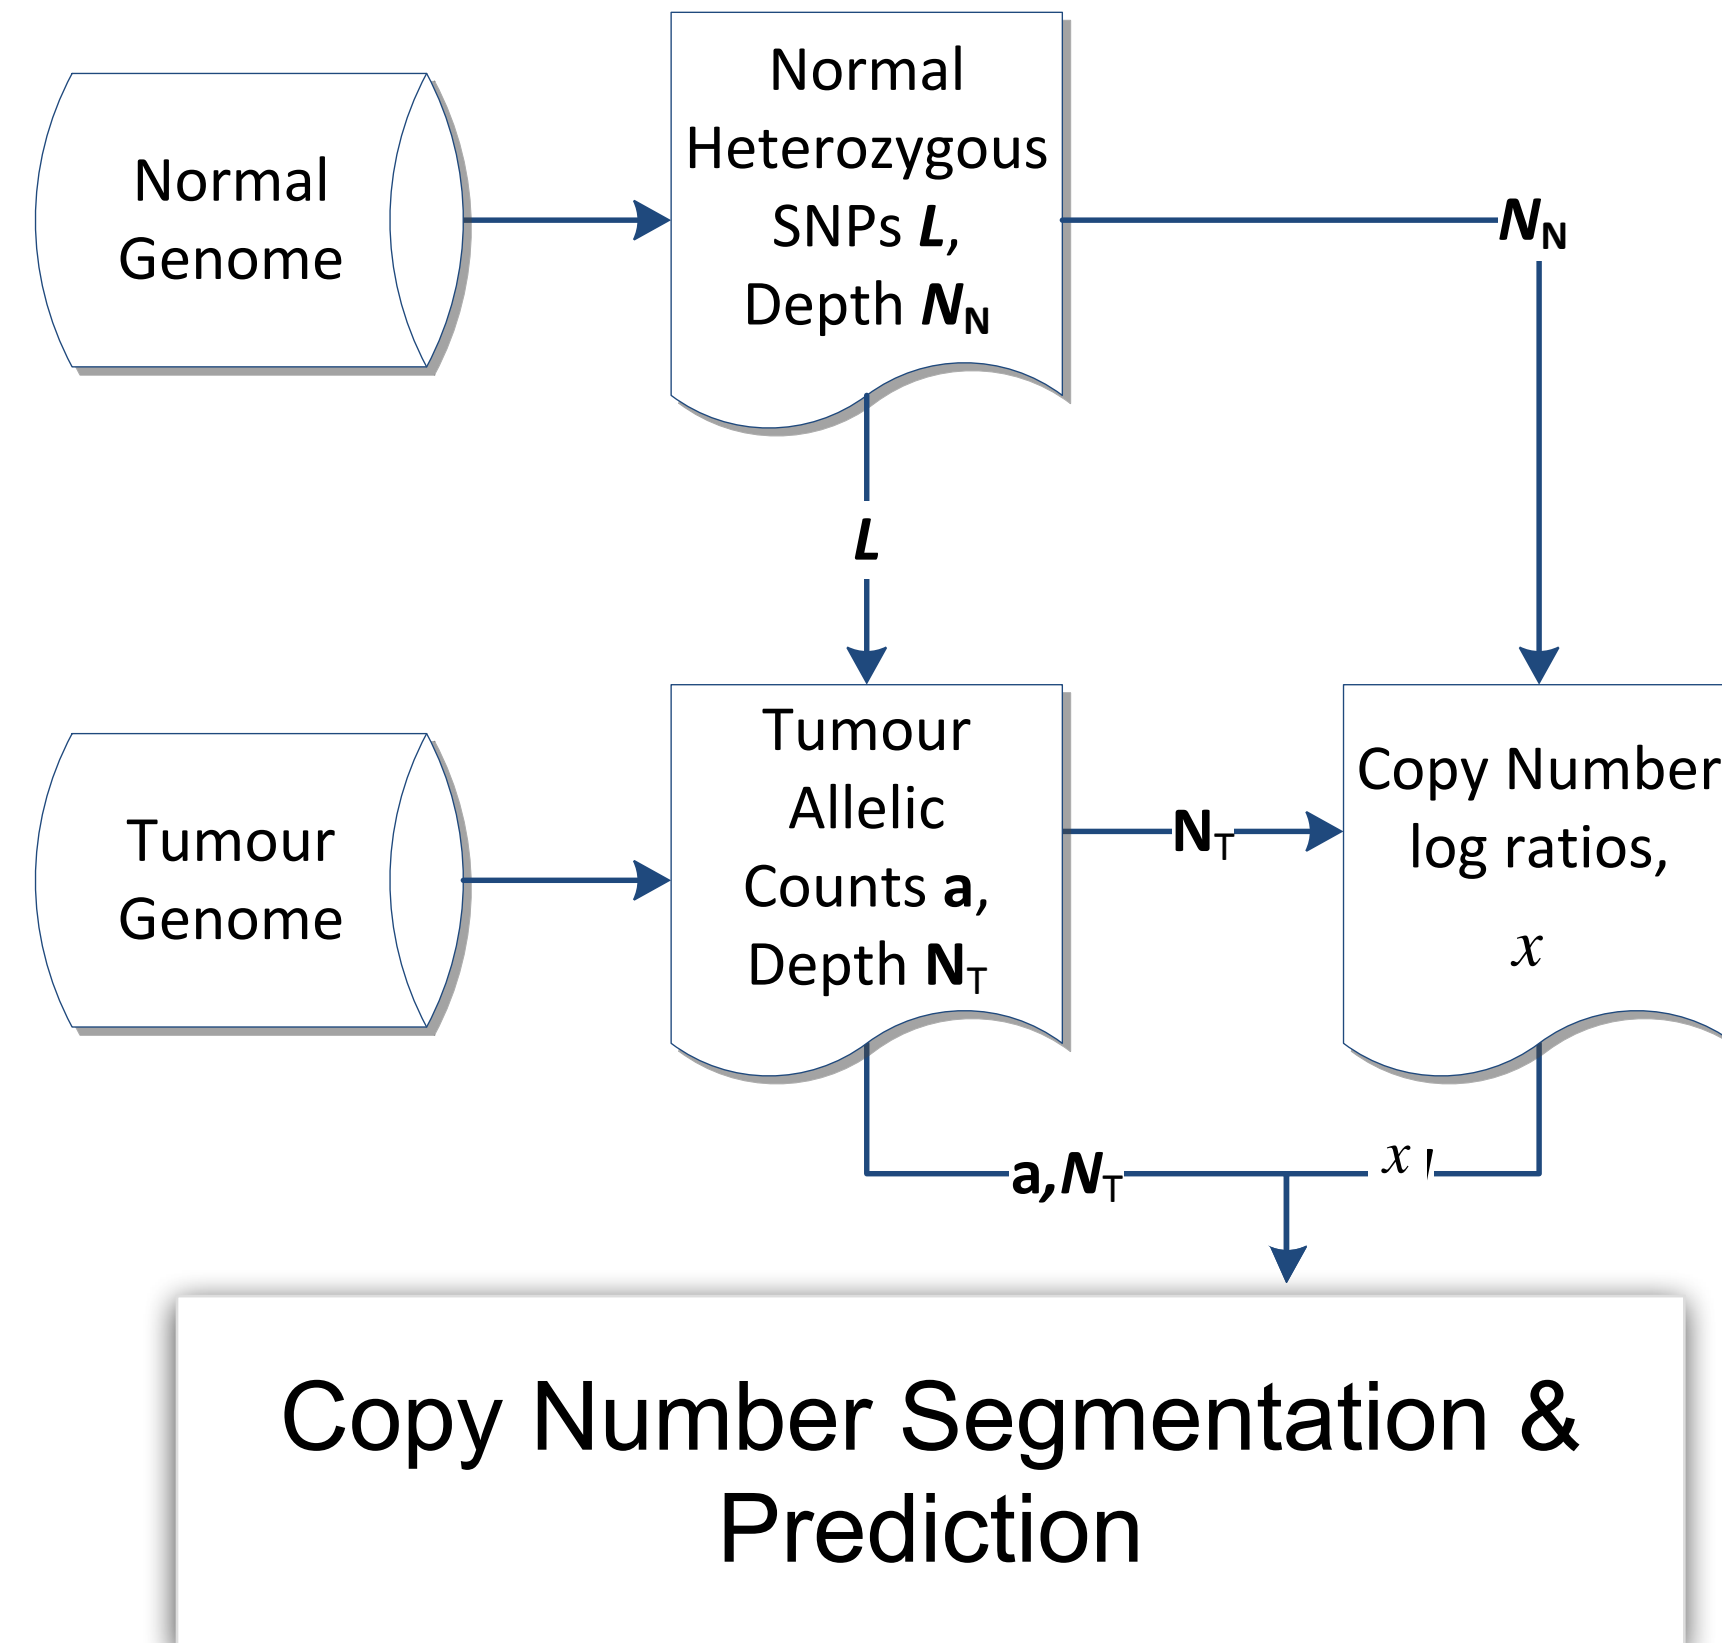 Normal
Genome
Normal
Heterozygous
SNPs L,
Depth NN
NN
L
Tumour
Genome
Tumour
Allelic
Counts a,
Depth NT
NT
Copy Number
log ratios,
x
a,NT
x
Copy Number Segmentation &
Prediction